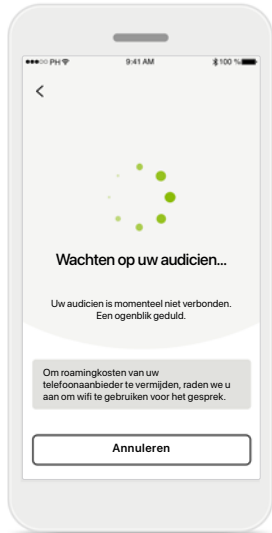 PH 9:41 AM 100 %
Wachten op uw audicien...
Uw audicien is momenteel niet verbonden.
Een ogenblik geduld.
Om roamingkosten van uw
telefoonaanbieder te vermijden, raden we u
aan om wifi te gebruiken voor het gesprek.
Annuleren